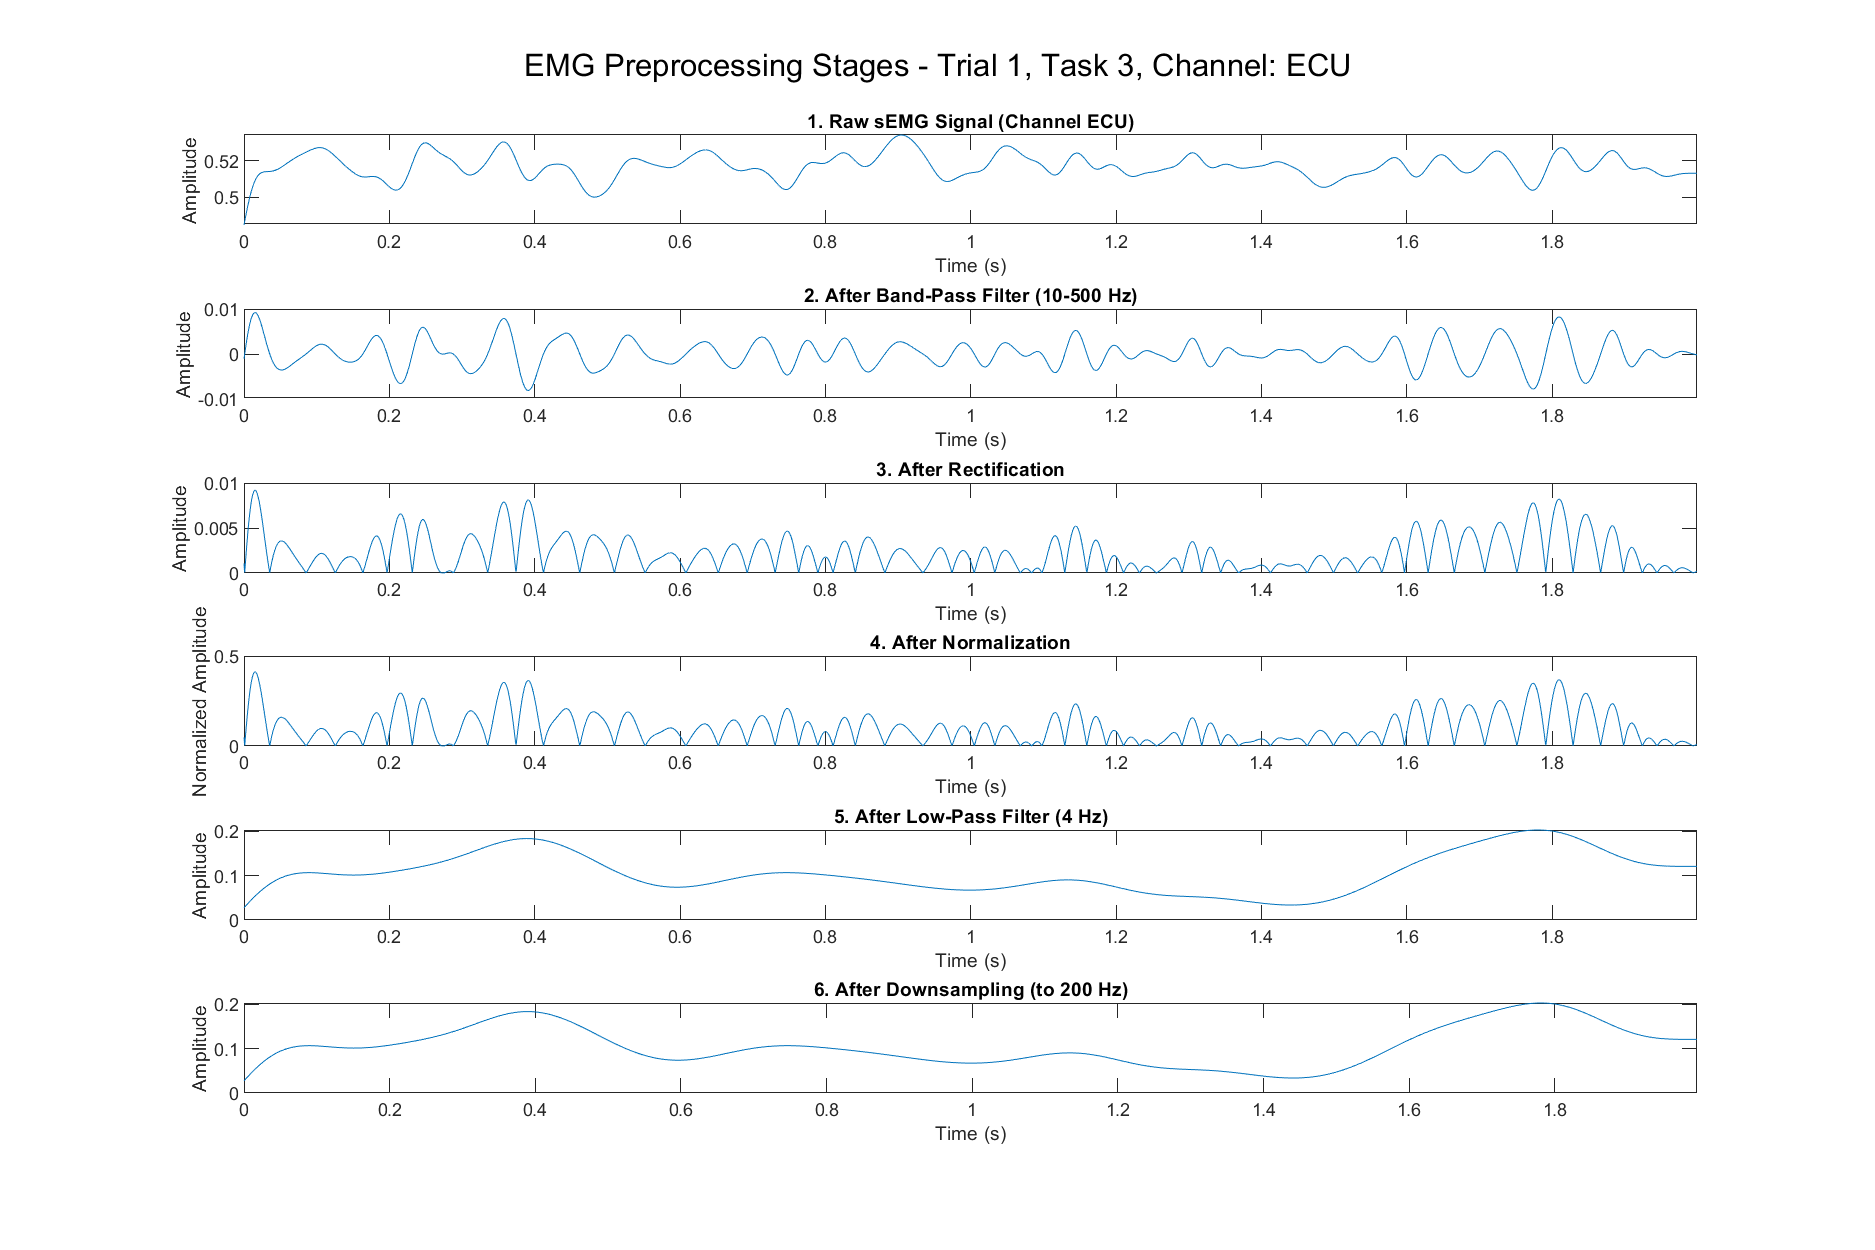 EMG Preprocessing Stages - Trial 1, Task 3, Channel: ECU
1. Raw sEMG Signal (Channel ECU)
Amplitude
0.52
0.5
0 0.2 0.4 0.6 0.8 1 1.2 1.4 1.6 1.8
Time (s)
2. After Band-Pass Filter (10-500 Hz)
Amplitude
0.01
0
-0.01
0 0.2 0.4 0.6 0.8 1 1.2 1.4 1.6 1.8
Time (s)
3. After Rectification
Amplitude
0.01
0.005
0
0 0.2 0.4 0.6 0.8 1 1.2 1.4 1.6 1.8
Time (s)
4. After Normalization
Normalized Amplitude
0.5
0
0 0.2 0.4 0.6 0.8 1 1.2 1.4 1.6 1.8
Time (s)
5. After Low-Pass Filter (4 Hz)
Amplitude
0.2
0.1
0
0 0.2 0.4 0.6 0.8 1 1.2 1.4 1.6 1.8
Time (s)
6. After Downsampling (to 200 Hz)
Amplitude
0.2
0.1
0
0 0.2 0.4 0.6 0.8 1 1.2 1.4 1.6 1.8
Time (s)